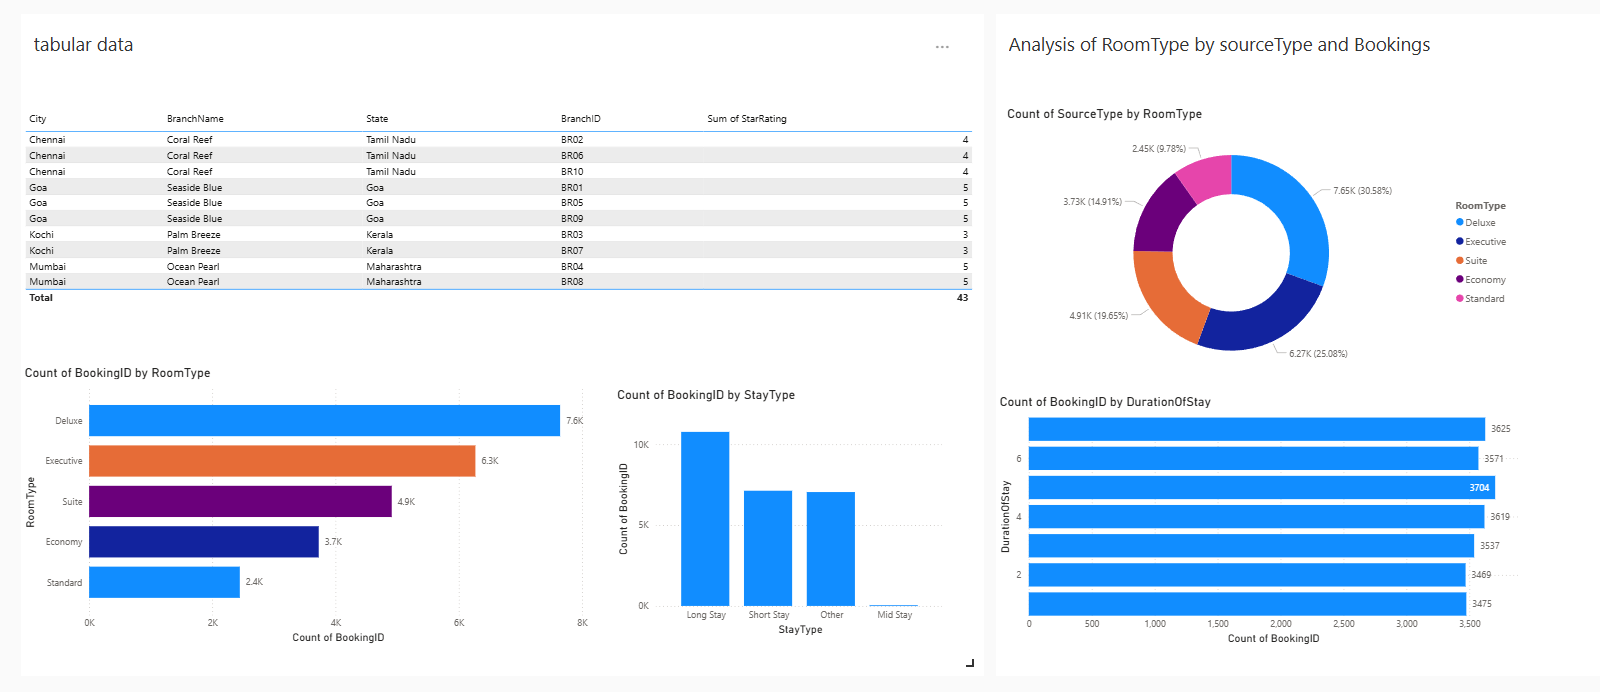 tabular data
...
City BranchName State BranchID Sum of StarRating
Chennai Coral Reef Tamil Nadu BR02 4
Chennai Coral Reef Tamil Nadu BR06 4
Chennai Coral Reef Tamil Nadu BR10 4
Goa Seaside Blue Goa BR01 5
Goa Seaside Blue Goa BR05 5
Goa Seaside Blue Goa BR09 5
Kochi Palm Breeze Kerala BR03 3
Kochi Palm Breeze Kerala BR07 3
Mumbai Ocean Pearl Maharashtra BR04 5
Mumbai Ocean Pearl Maharashtra BR08 5
Total 43
Count of BookingID by RoomType
RoomType
Deluxe 7.6K
Executive 6.3K
Suite 4.9K
Economy 3.7K
Standard 2.4K
0K 2K 4K 6K 8K
Count of BookingID
Count of BookingID by StayType
Count of BookingID
10K
5K
0K
Long Stay Short Stay Other Mid Stay
StayType
Analysis of RoomType by sourceType and Bookings
Count of SourceType by RoomType
2.45K (9.78%)
7.65K (30.58%)
3.73K (14.91%)
4.91K (19.65%)
6.27K (25.08%)
RoomType
Deluxe
Executive
Suite
Economy
Standard
Count of BookingID by DurationOfStay
DurationOfStay
3625
6 3571
3704
4 3619
3537
2 3469
3475
0 500 1,000 1,500 2,000 2,500 3,000 3,500
Count of BookingID